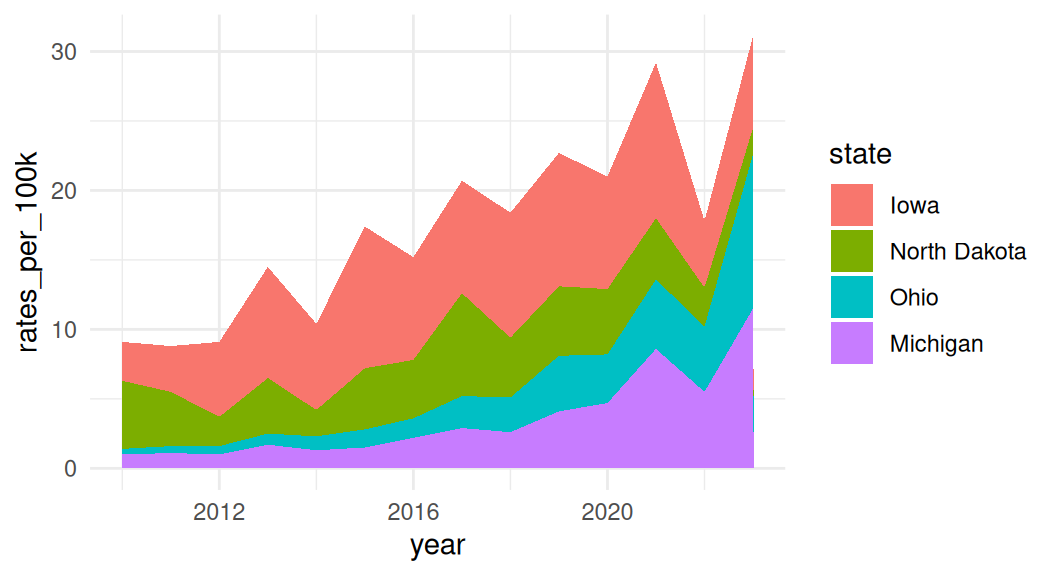 rates_per_100k
30
20
10
0
2012
2016
2020
year
state
Iowa
North Dakota
Ohio
Michigan